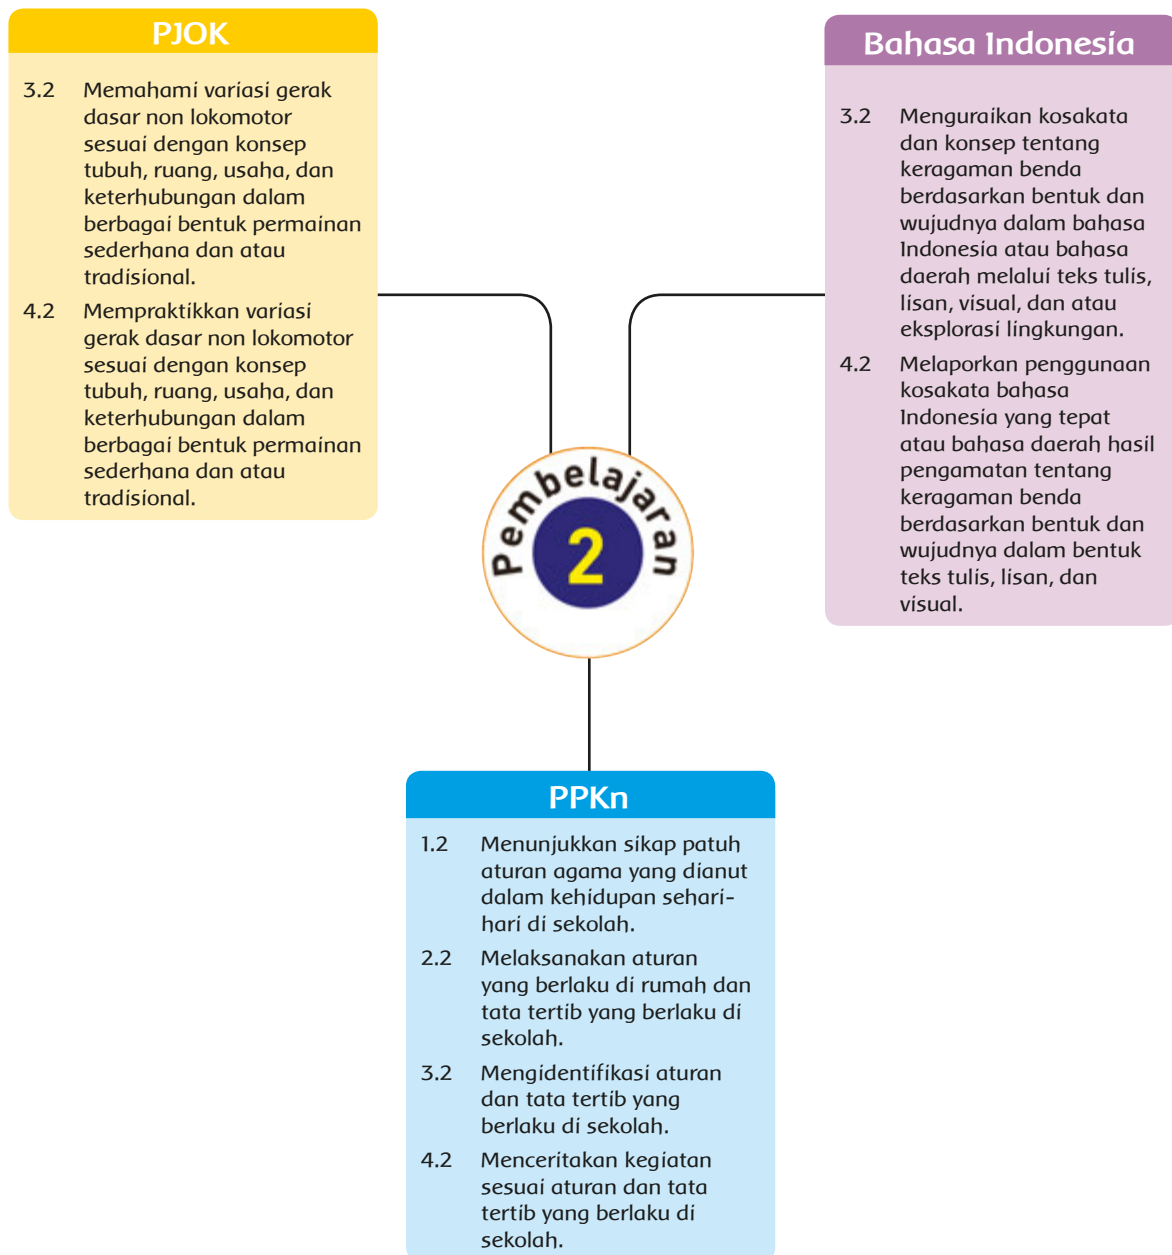 PJOK
3.2 Memahami variasi gerak
dasar non lokomotor
sesuai dengan konsep
tubuh, ruang, usaha, dan
keterhubungan dalam
berbagai bentuk permainan
sederhana dan atau
tradisional.
4.2 Mempraktikkan variasi
gerak dasar non lokomotor
sesuai dengan konsep
tubuh, ruang, usaha, dan
keterhubungan dalam
berbagai bentuk permainan
sederhana dan atau
tradisional.
Bahasa Indonesia
3.2 Menguraikan kosakata
dan konsep tentang
keragaman benda
berdasarkan bentuk dan
wujudnya dalam bahasa
Indonesia atau bahasa
daerah melalui teks tulis,
lisan, visual, dan atau
eksplorasi lingkungan.
4.2 Melaporkan penggunaan
kosakata bahasa
Indonesia yang tepat
atau bahasa daerah hasil
pengamatan tentang
keragaman benda
berdasarkan bentuk dan
wujudnya dalam bentuk
teks tulis, lisan, dan
visual.
Pembelajaran
2
PPKn
1.2 Menunjukkan sikap patuh
aturan agama yang dianut
dalam kehidupan sehari-
hari di sekolah.
2.2 Melaksanakan aturan
yang berlaku di rumah dan
tata tertib yang berlaku di
sekolah.
3.2 Mengidentifikasi aturan
dan tata tertib yang
berlaku di sekolah.
4.2 Menceritakan kegiatan
sesuai aturan dan tata
tertib yang berlaku di
sekolah.